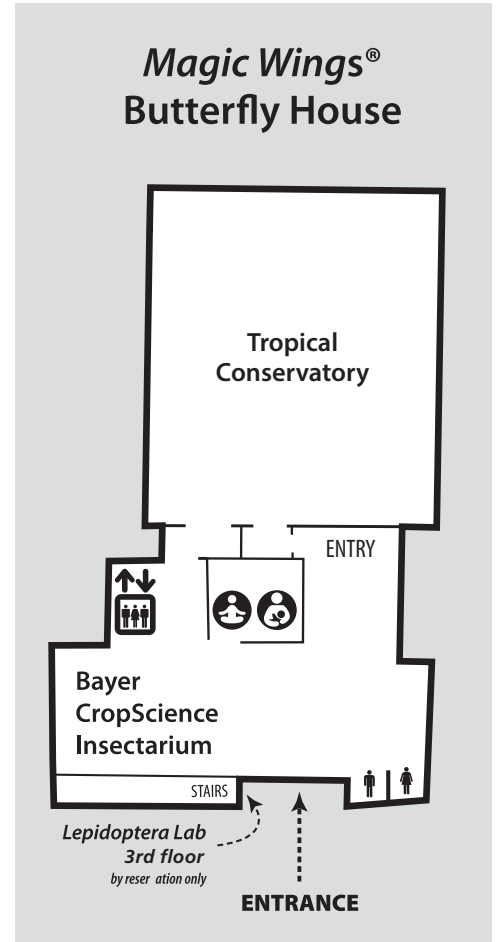 Magic Wings®
Butterfly House
Tropical
Conservatory
ENTRY
Bayer
CropScience
Insectarium
STAIRS
Lepidoptera Lab
3rd floor
by reser ation only
ENTRANCE